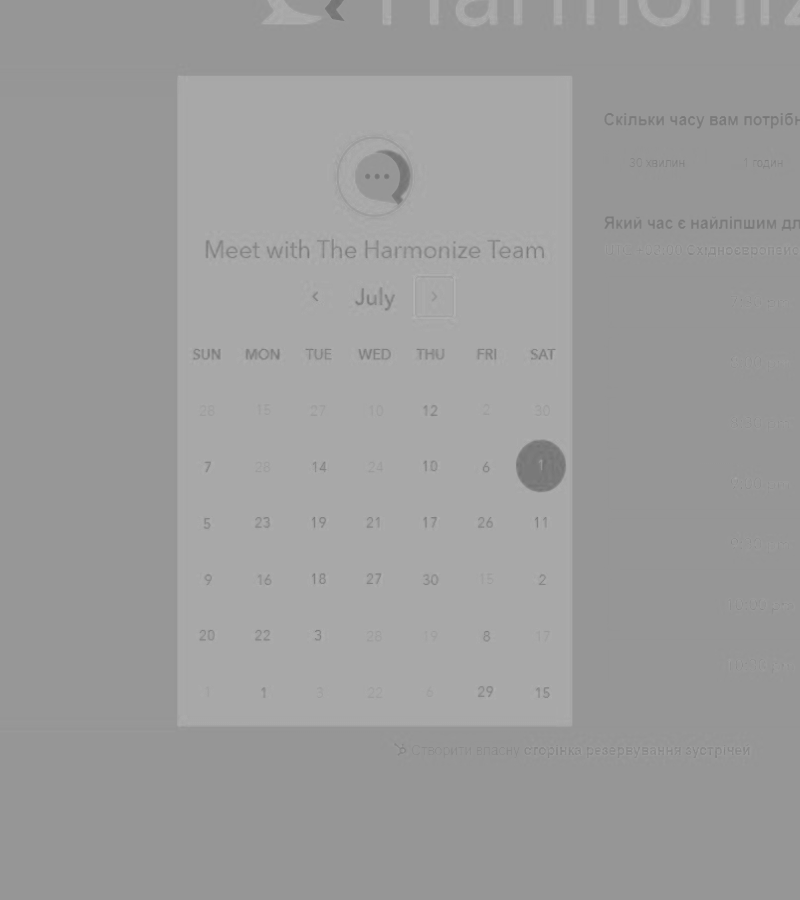 Harmoniz
Meet with The Harmonize Team
July
SUN MON TUE WED THU FRI SAT
28 15 27 10 12 2 30
7 28 14 24 10 6 1
5 23 19 21 17 26 11
9 16 18 27 30 15 2
20 22 3 28 19 8 17
1 1 3 22 6 29 15
Скільки часу вам потрібн
30 хвилин 1 годин
Який час є найліпшим дл
Створити власну сторінка резервування зустрічей